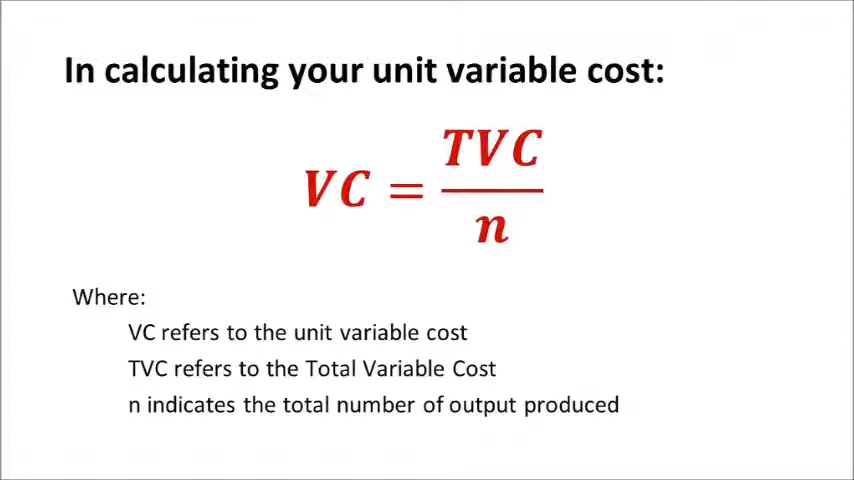 In calculating your unit variable cost:
VC = TVC / n
Where:
VC refers to the unit variable cost
TVC refers to the Total Variable Cost
n indicates the total number of output produced